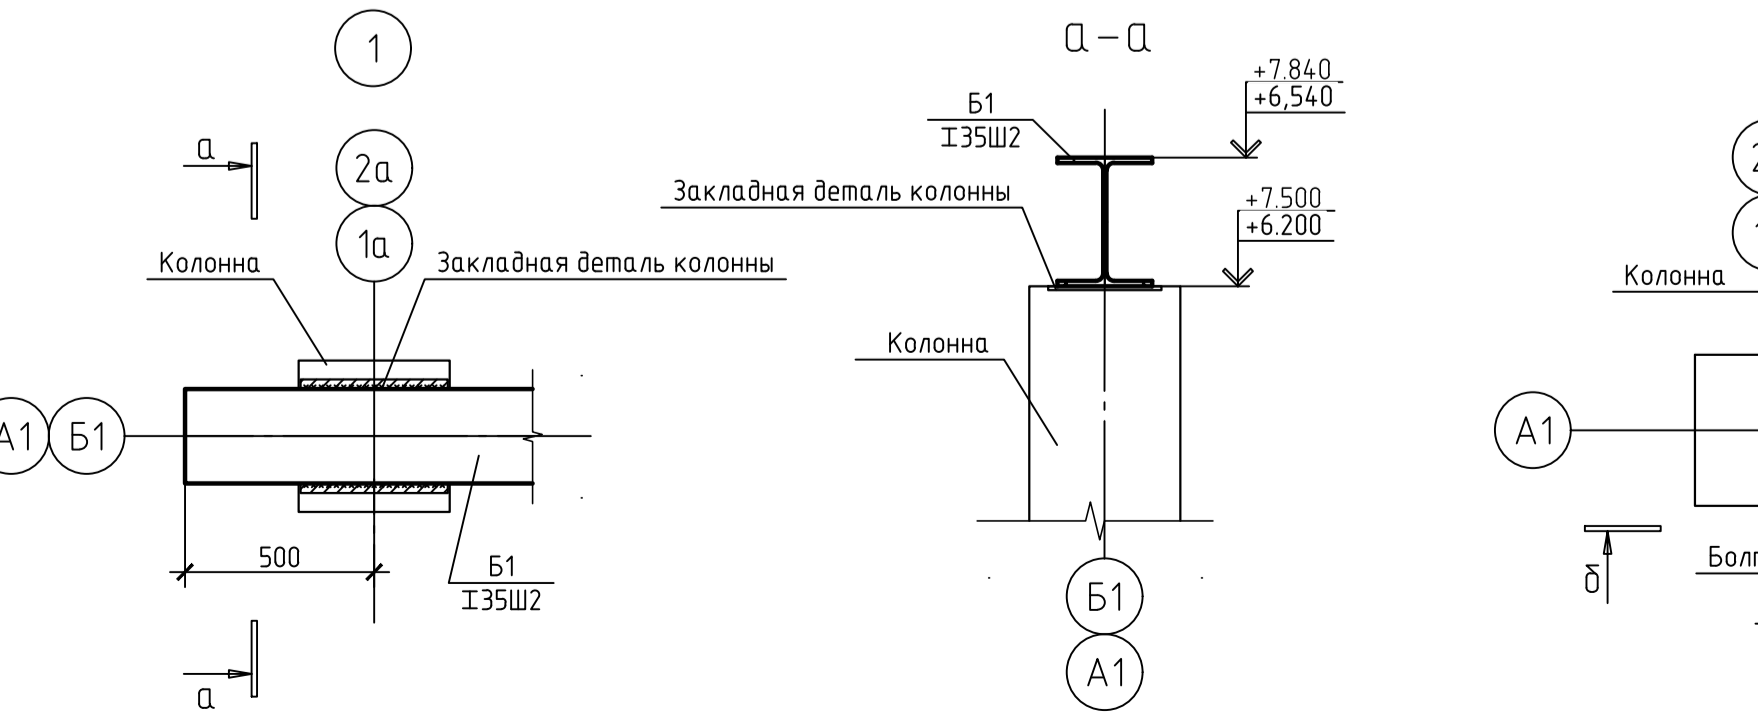 1
а
2а
1а
Колонна
Закладная деталь колонны
А1
Б1
500
Б1
I35Ш2
а
а-а
+7.840
+6,540
Б1
I35Ш2
Закладная деталь колонны
+7.500
+6.200
Колонна
Б1
А1
Колонна
А1
б